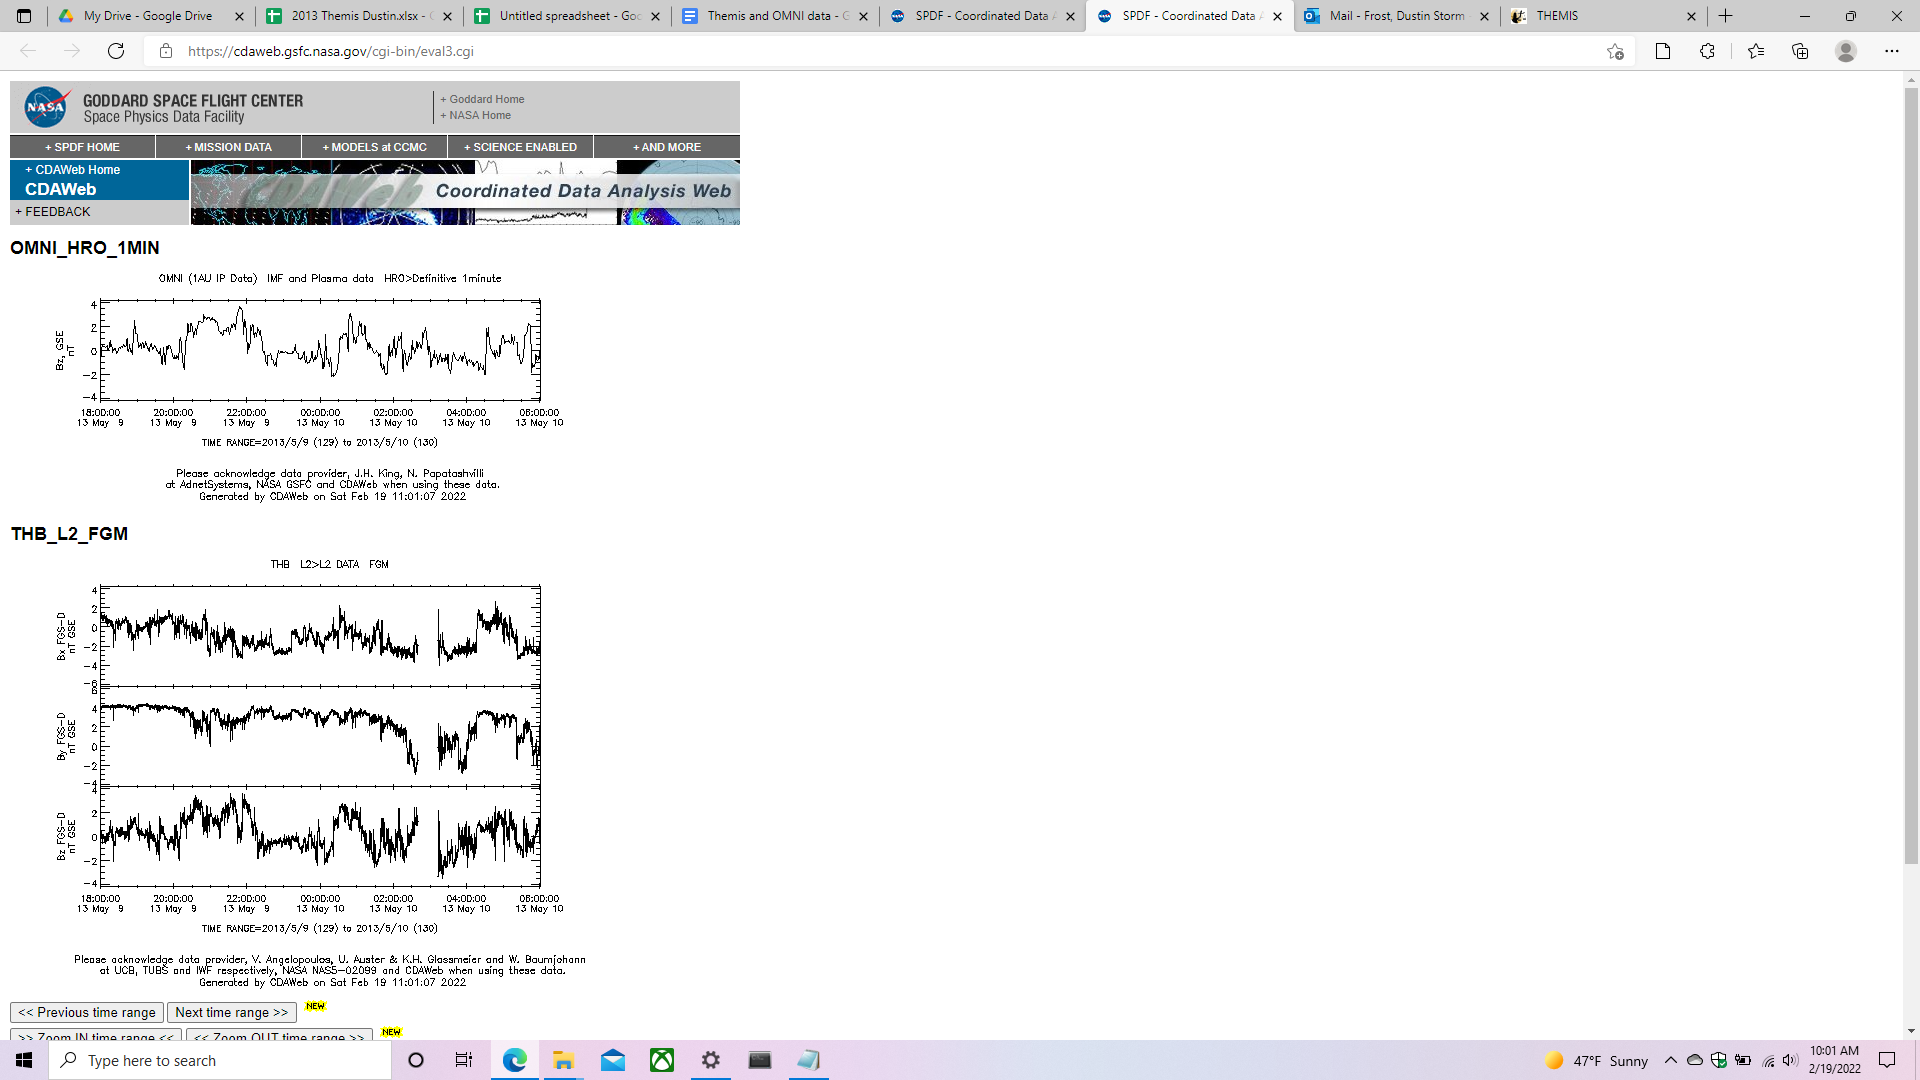 My Drive - Google Drive
2013 Themis Dustin.xlsx - G
Untitled spreadsheet - Goo
Themis and OMNI data - G
SPDF - Coordinated Data A
SPDF - Coordinated Data A
Mail - Frost, Dustin Storm
THEMIS
https://cdaweb.gsfc.nasa.gov/cgi-bin/eval3.cgi
NASA
GODDARD SPACE FLIGHT CENTER
Space Physics Data Facility
+ Goddard Home
+ NASA Home
+ SPDF HOME
+ MISSION DATA
+ MODELS at CCMC
+ SCIENCE ENABLED
+ AND MORE
+ CDAWeb Home
CDAWeb
+ FEEDBACK
Coordinated Data Analysis Web
OMNI_HRO_1MIN
OMNI (1AU IP Data) IMF and Plasma data HRO>Definitive 1minute
Bz, GSE
nT
4
2
0
-2
-4
18:00:00 20:00:00 22:00:00 00:00:00 02:00:00 04:00:00 06:00:00
13 May 9 13 May 9 13 May 9 13 May 10 13 May 10 13 May 10 13 May 10
TIME RANGE=2013/5/9 (129) to 2013/5/10 (130)
Please acknowledge data provider, J.H. King, N. Papatashvilli
at AdnetSystems, NASA GSFC and CDAWeb when using these data.
Generated by CDAWeb on Sat Feb 19 11:01:07 2022
THB_L2_FGM
THB L2>L2 DATA FGM
Bx FGS-D
nT GSE
4
2
0
-2
-4
-6
By FGS-D
nT GSE
6
4
2
0
-2
-4
Bz FGS-D
nT GSE
4
2
0
-2
-4
18:00:00 20:00:00 22:00:00 00:00:00 02:00:00 04:00:00 06:00:00
13 May 9 13 May 9 13 May 9 13 May 10 13 May 10 13 May 10 13 May 10
TIME RANGE=2013/5/9 (129) to 2013/5/10 (130)
Please acknowledge data provider, V. Angelopoulos, U. Auster & K.H. Glassmeier and W. Baumjohann
at UCB, TUBS and IWF respectively, NASA NAS5-02099 and CDAWeb when using these data.
Generated by CDAWeb on Sat Feb 19 11:01:07 2022
<< Previous time range
Next time range >>
NEW
>> Zoom IN time range <<
<< Zoom OUT time range >>
NEW
Type here to search
47°F Sunny
10:01 AM
2/19/2022